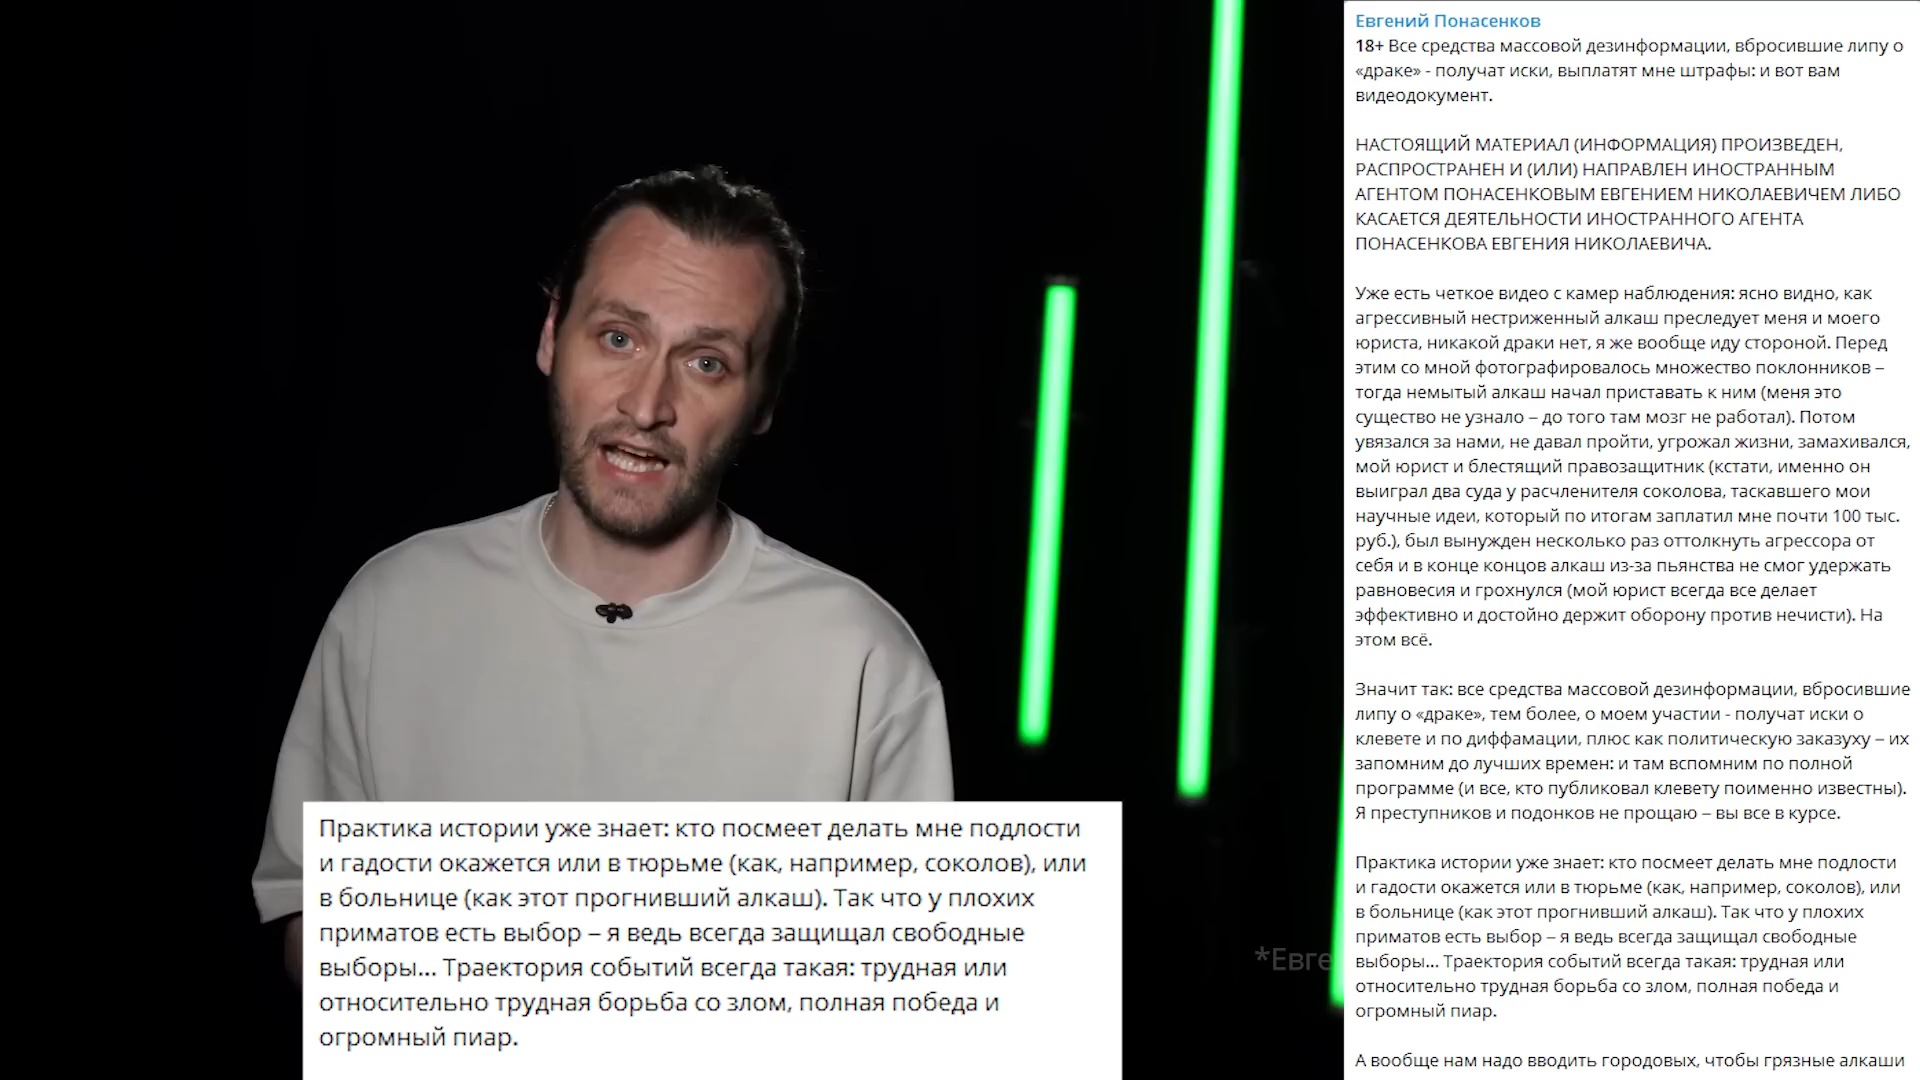 Евгений Понасенков
18+ Все средства массовой дезинформации, вбросившие липу о
«драке» - получат иски, выплатят мне штрафы: и вот вам
видеодокумент.
НАСТОЯЩИЙ МАТЕРИАЛ (ИНФОРМАЦИЯ) ПРОИЗВЕДЕН,
РАСПРОСТРАНЕН И (ИЛИ) НАПРАВЛЕН ИНОСТРАННЫМ
АГЕНТОМ ПОНАСЕНКОВЫМ ЕВГЕНИЕМ НИКОЛАЕВИЧЕМ ЛИБО
КАСАЕТСЯ ДЕЯТЕЛЬНОСТИ ИНОСТРАННОГО АГЕНТА
ПОНАСЕНКОВА ЕВГЕНИЯ НИКОЛАЕВИЧА.
Уже есть четкое видео с камер наблюдения: ясно видно, как
агрессивный нестриженный алкаш преследует меня и моего
юриста, никакой драки нет, я же вообще иду стороной. Перед
этим со мной фотографировалось множество поклонников –
тогда немытый алкаш начал приставать к ним (меня это
существо не узнало – до того там мозг не работал). Потом
увязался за нами, не давал пройти, угрожал жизни, замахивался,
мой юрист и блестящий правозащитник (кстати, именно он
выиграл два суда у расчленителя соколова, таскавшего мои
научные идеи, который по итогам заплатил мне почти 100 тыс.
руб.), был вынужден несколько раз оттолкнуть агрессора от
себя и в конце концов алкаш из-за пьянства не смог удержать
равновесия и грохнулся (мой юрист всегда все делает
эффективно и достойно держит оборону против нечисти). На
этом всё.
Значит так: все средства массовой дезинформации, вбросившие
липу о «драке», тем более, о моем участии - получат иски о
клевете и по диффамации, плюс как политическую заказуху – их
запомним до лучших времен: и там вспомним по полной
программе (и все, кто публиковал клевету поименно известны).
Я преступников и подонков не прощаю – вы все в курсе.
Практика истории уже знает: кто посмеет делать мне подлости
и гадости окажется или в тюрьме (как, например, соколов), или
в больнице (как этот прогнивший алкаш). Так что у плохих
приматов есть выбор – я ведь всегда защищал свободные
выборы... Траектория событий всегда такая: трудная или
относительно трудная борьба со злом, полная победа и
огромный пиар.
А вообще нам надо вводить городовых, чтобы грязные алкаши
Практика истории уже знает: кто посмеет делать мне подлости
и гадости окажется или в тюрьме (как, например, соколов), или
в больнице (как этот прогнивший алкаш). Так что у плохих
приматов есть выбор – я ведь всегда защищал свободные
выборы... Траектория событий всегда такая: трудная или
относительно трудная борьба со злом, полная победа и
огромный пиар.
*Евге